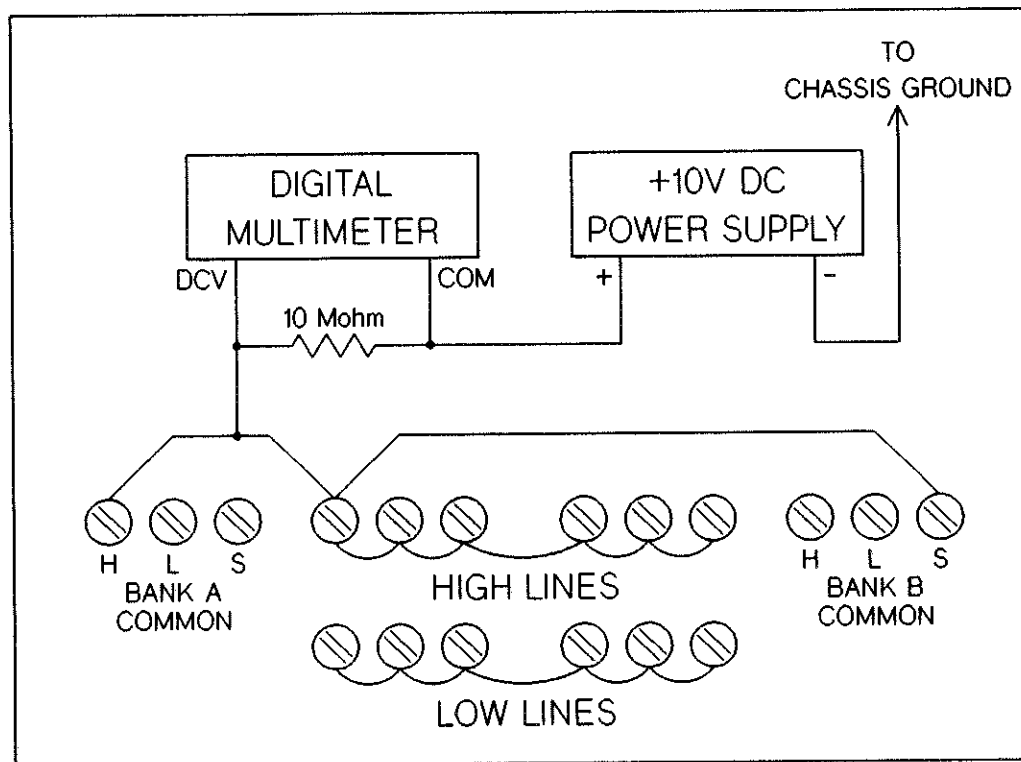 TO
CHASSIS GROUND
DIGITAL
MULTIMETER
+10V DC
POWER SUPPLY
DCV
COM
+
-
10 Mohm
H L S
BANK A
COMMON
HIGH LINES
H L S
BANK B
COMMON
LOW LINES